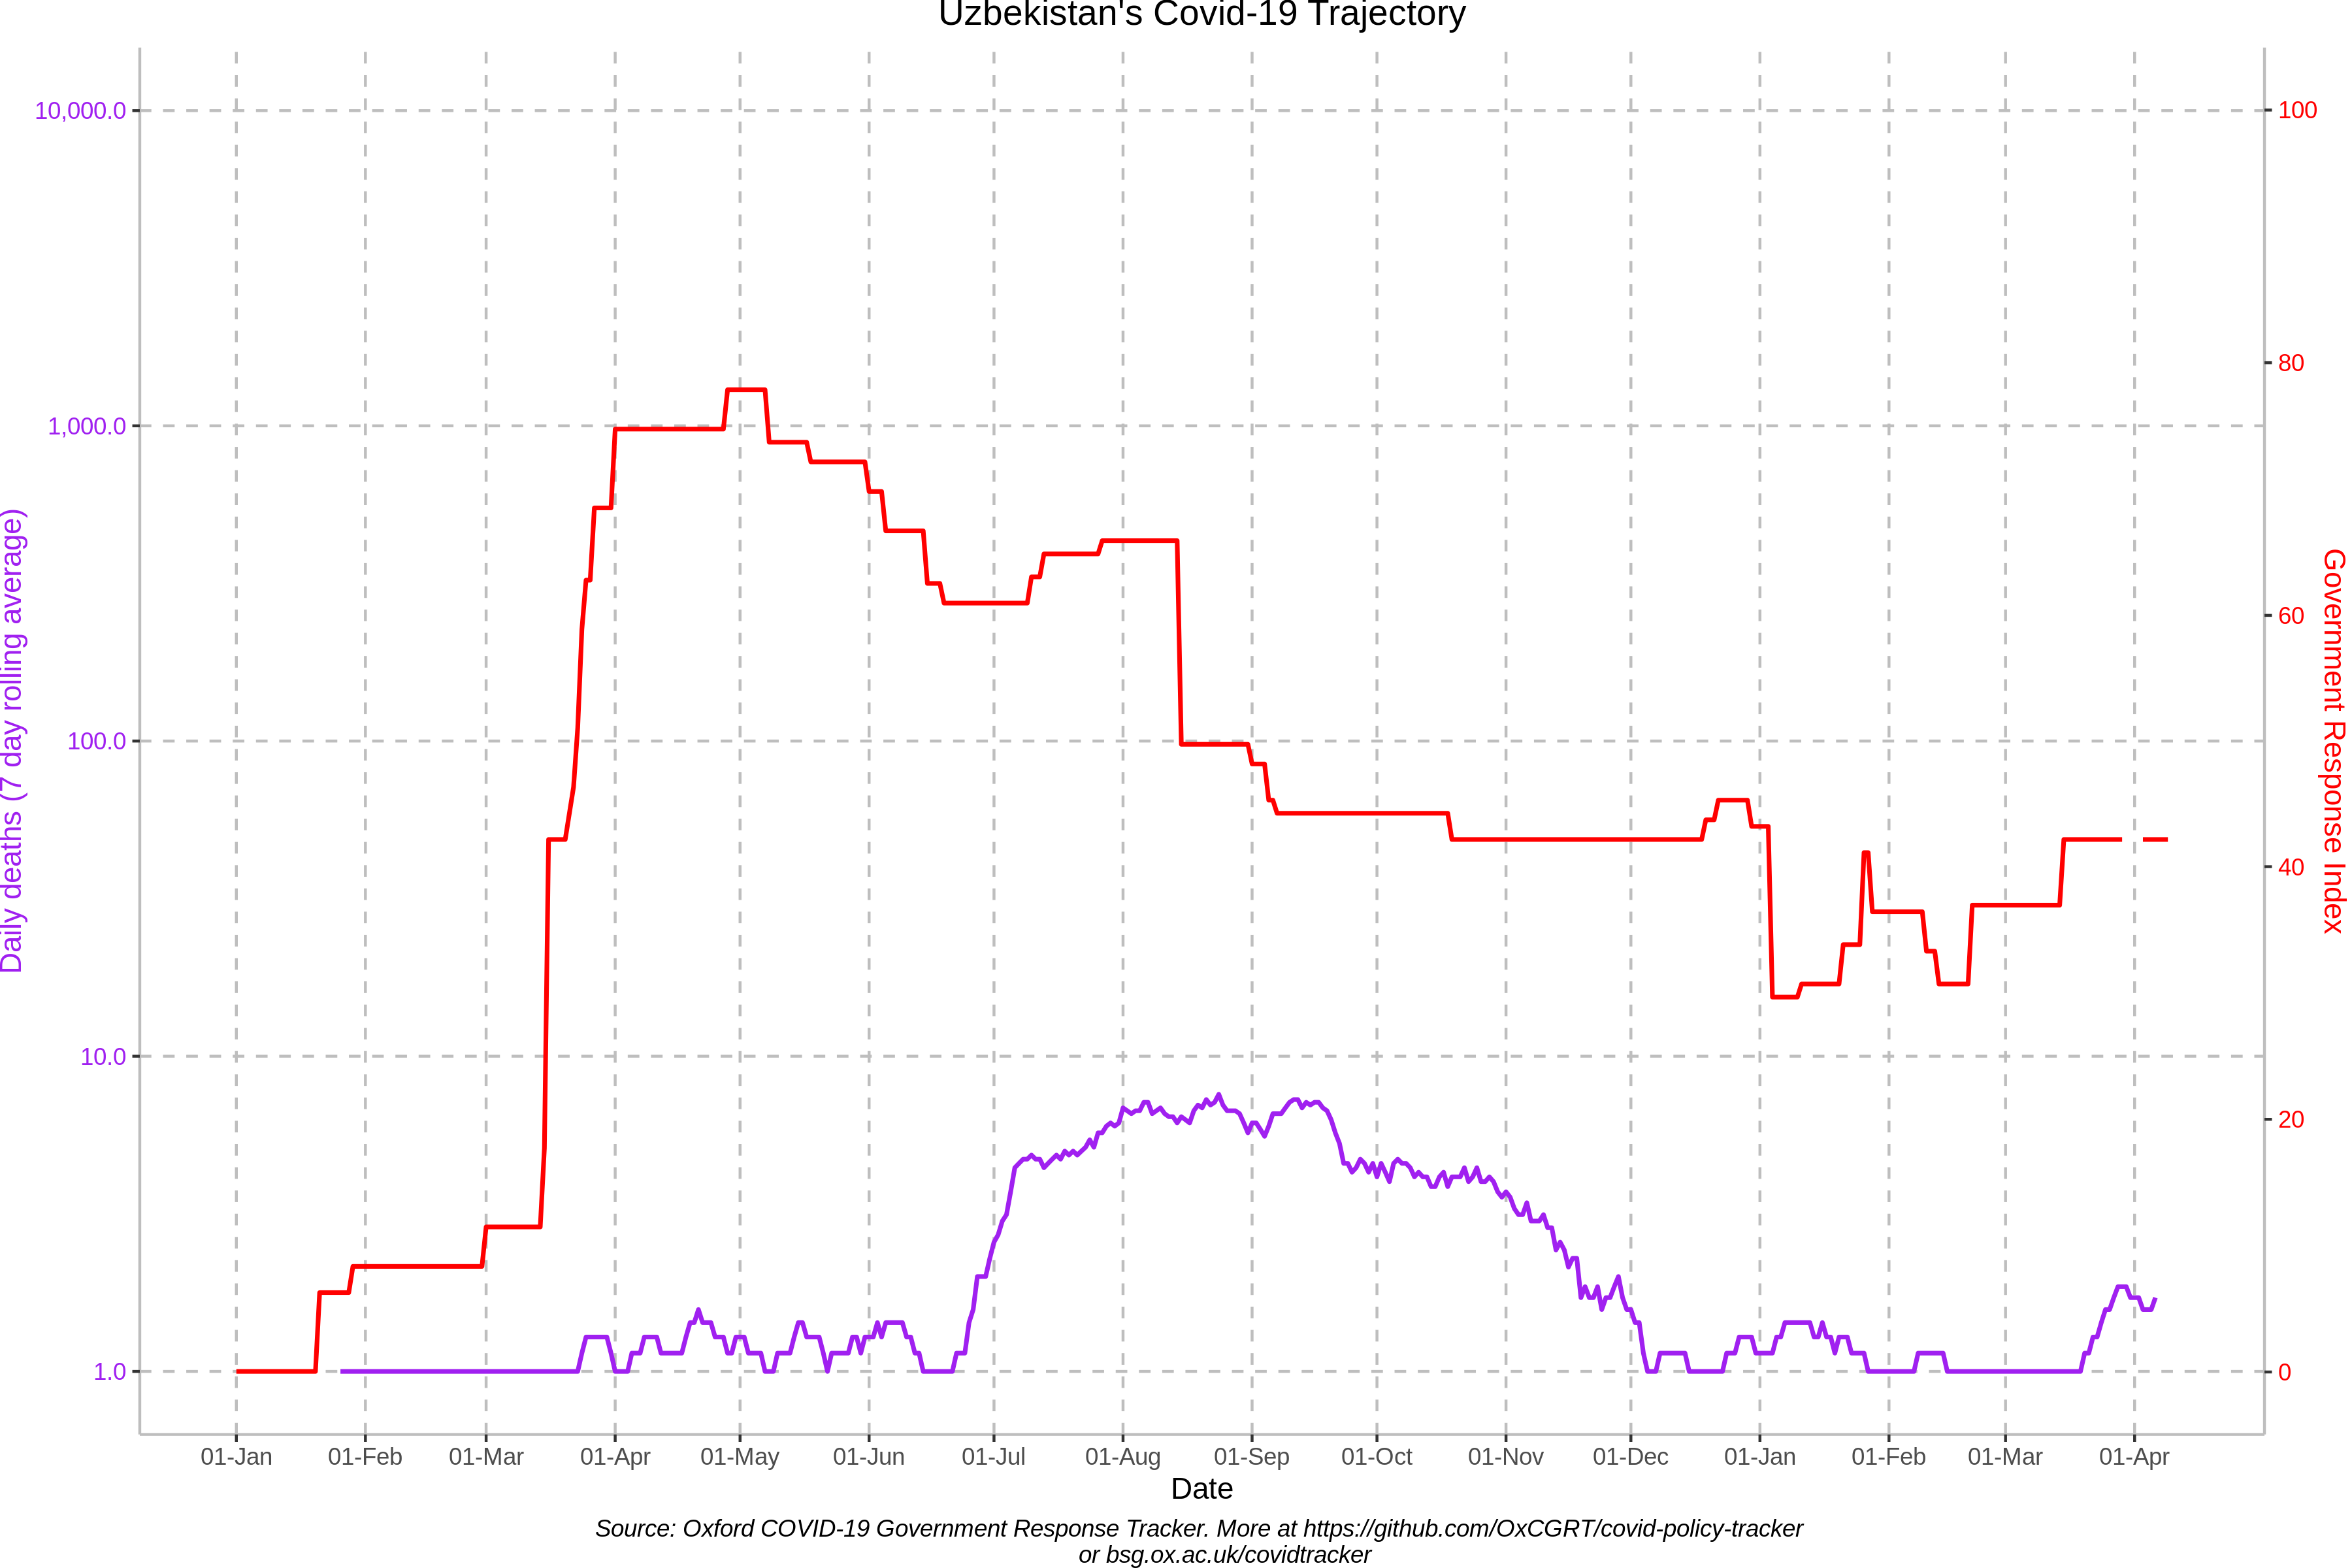 Uzbekistan's Covid-19 Trajectory
10,000.0
1,000.0
100.0
10.0
1.0
Daily deaths (7 day rolling average)
100
80
60
40
20
0
Government Response Index
01-Jan 01-Feb 01-Mar 01-Apr 01-May 01-Jun 01-Jul 01-Aug 01-Sep 01-Oct 01-Nov 01-Dec 01-Jan 01-Feb 01-Mar 01-Apr
Date
Source: Oxford COVID-19 Government Response Tracker. More at https://github.com/OxCGRT/covid-policy-tracker
or bsg.ox.ac.uk/covidtracker